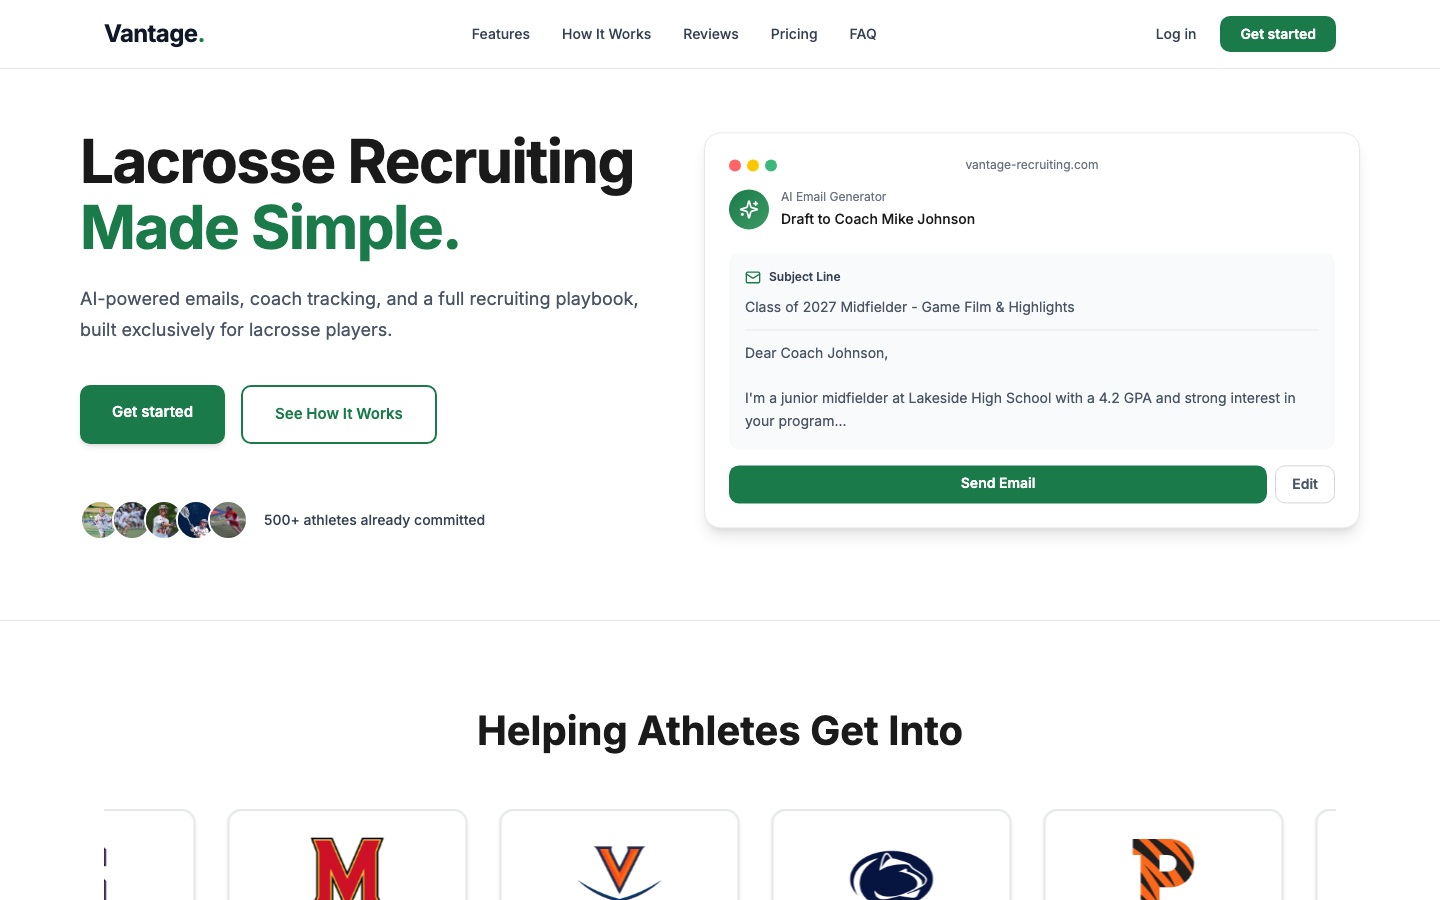 Vantage.
Features
How It Works
Reviews
Pricing
FAQ
Log in
Get started
Lacrosse Recruiting
Made Simple.
AI-powered emails, coach tracking, and a full recruiting playbook,
built exclusively for lacrosse players.
Get started
See How It Works
500+ athletes already committed
vantage-recruiting.com
AI Email Generator
Draft to Coach Mike Johnson
Subject Line
Class of 2027 Midfielder - Game Film & Highlights
Dear Coach Johnson,
I'm a junior midfielder at Lakeside High School with a 4.2 GPA and strong interest in
your program...
Send Email
Edit
Helping Athletes Get Into
M
V
P